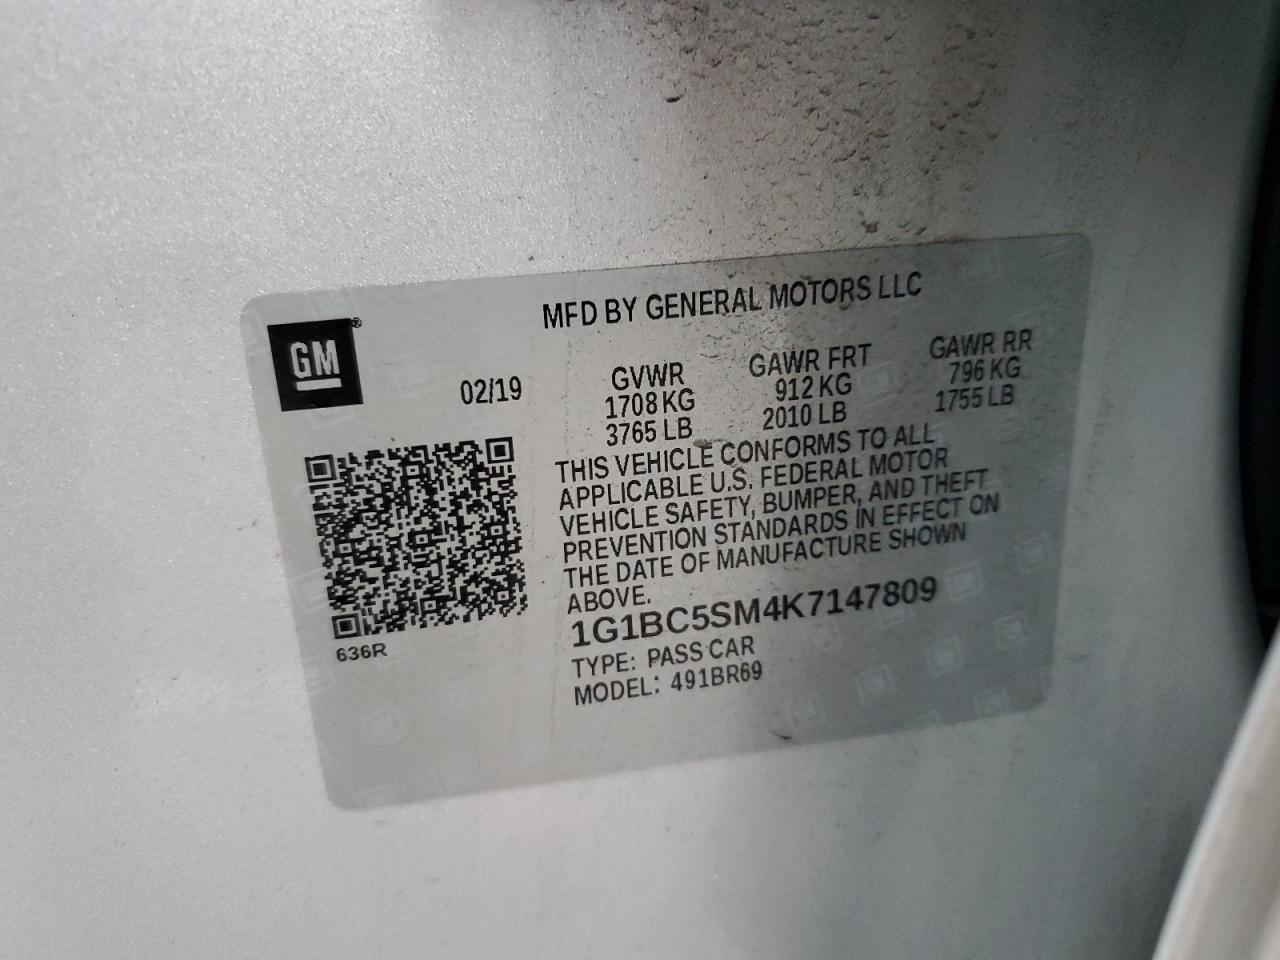 MFD BY GENERAL MOTORS LLC
GM®
02/19
GVWR GAWR FRT GAWR RR
1708 KG 912 KG 796 KG
3765 LB 2010 LB 1755 LB
THIS VEHICLE CONFORMS TO ALL
APPLICABLE U.S. FEDERAL MOTOR
VEHICLE SAFETY, BUMPER, AND THEFT
PREVENTION STANDARDS IN EFFECT ON
THE DATE OF MANUFACTURE SHOWN
ABOVE.
1G1BC5SM4K7147809
TYPE: PASS CAR
MODEL: 491BR69
636R